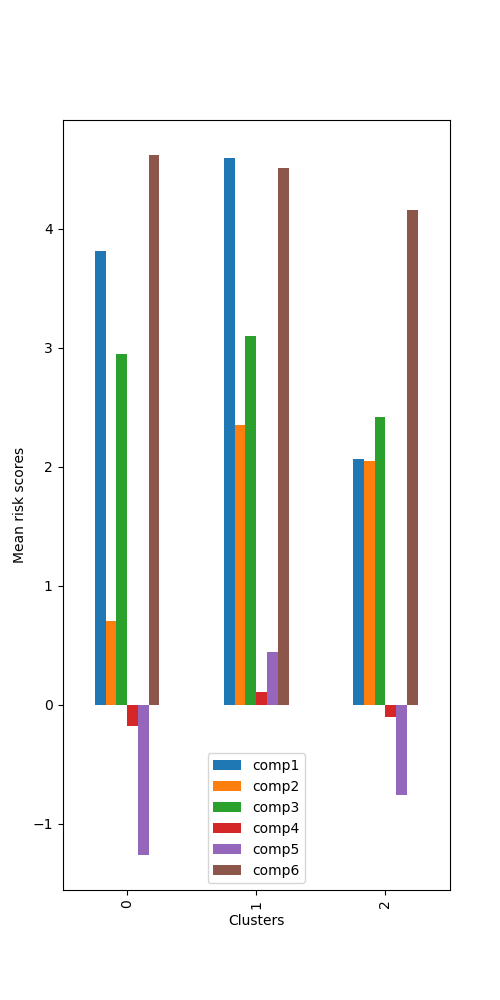 Mean risk scores
4
3
2
1
0
−1
comp1
comp2
comp3
comp4
comp5
comp6
0
1
2
Clusters